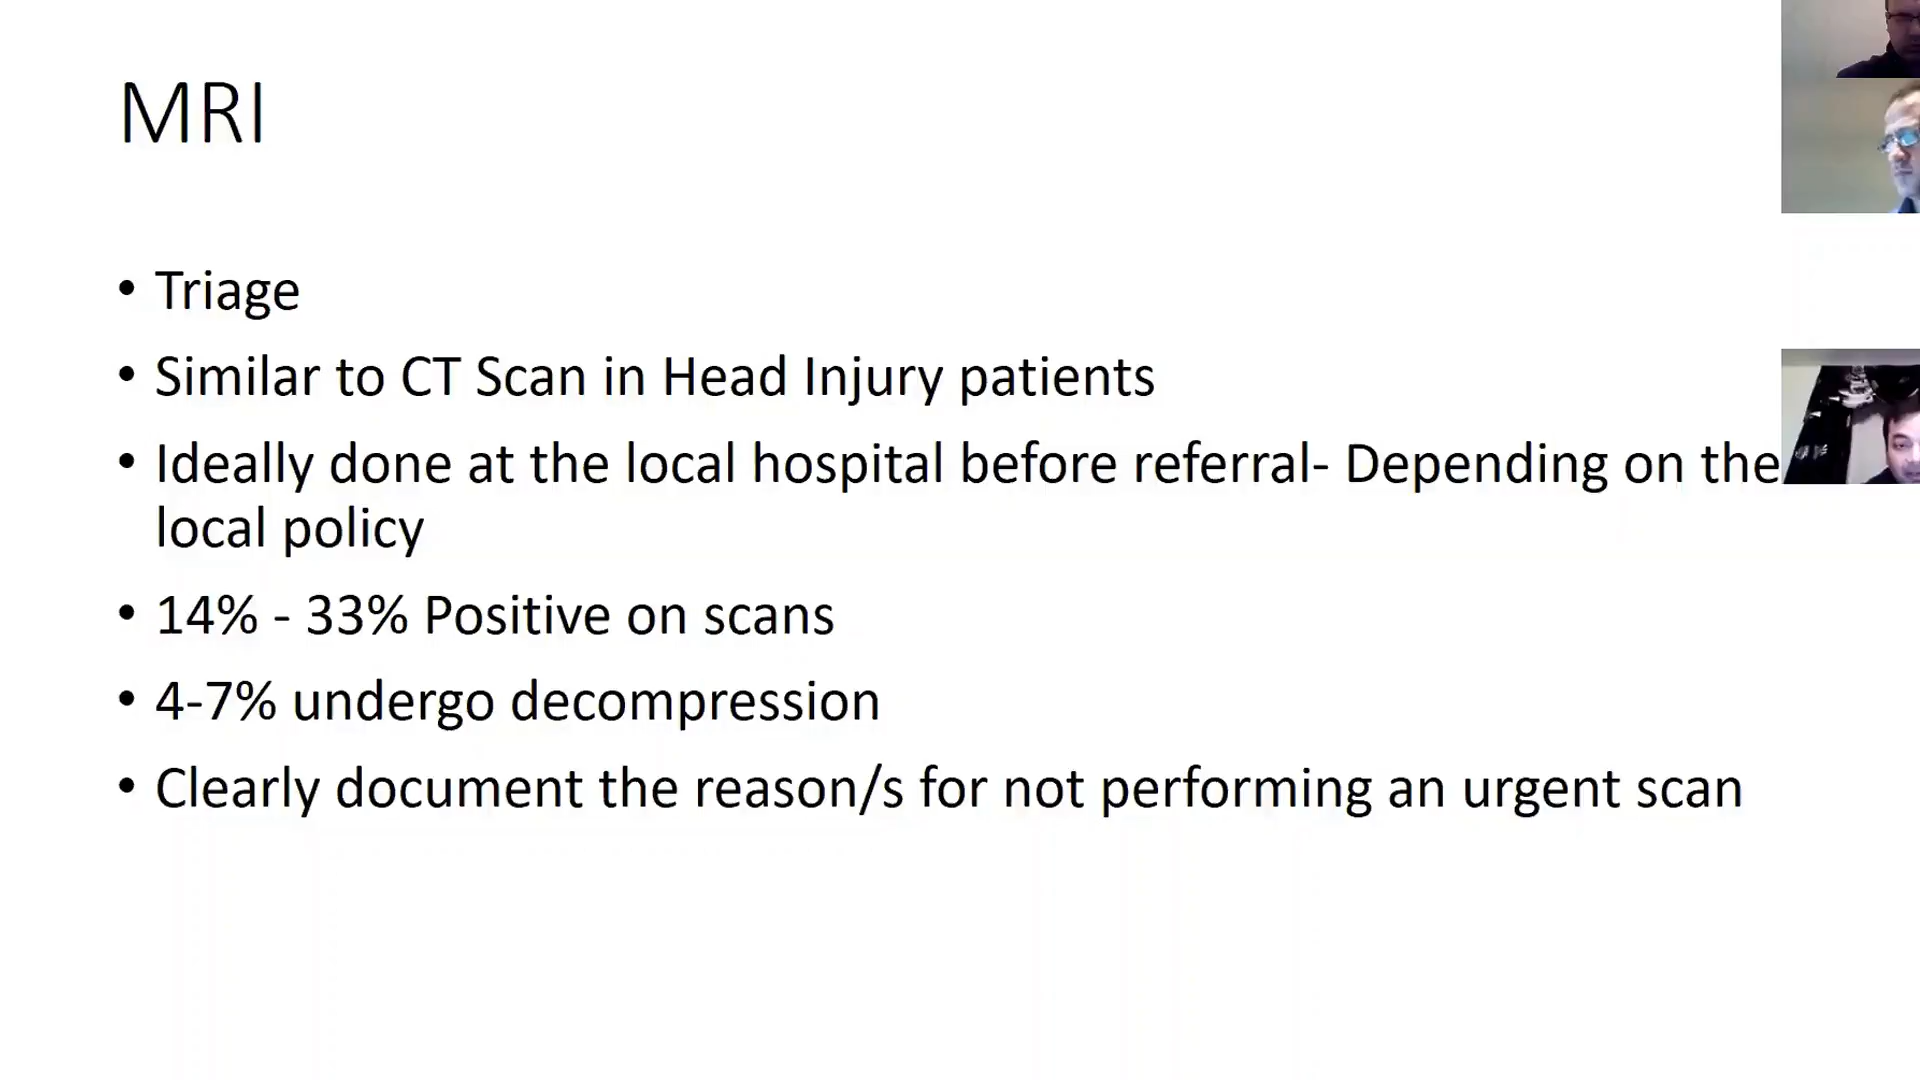 MRI
• Triage
• Similar to CT Scan in Head Injury patients
• Ideally done at the local hospital before referral- Depending on the
local policy
• 14% - 33% Positive on scans
• 4-7% undergo decompression
• Clearly document the reason/s for not performing an urgent scan